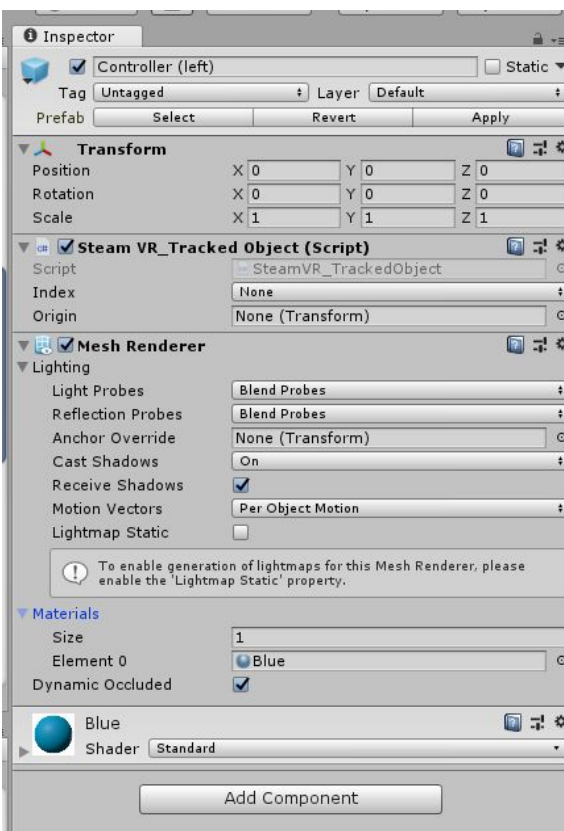 Inspector
Controller (left) Static
Tag Untagged Layer Default
Prefab Select Revert Apply
Transform
Position X 0 Y 0 Z 0
Rotation X 0 Y 0 Z 0
Scale X 1 Y 1 Z 1
Steam VR_Tracked Object (Script)
Script SteamVR_TrackedObject
Index None
Origin None (Transform)
Mesh Renderer
Lighting
Light Probes Blend Probes
Reflection Probes Blend Probes
Anchor Override None (Transform)
Cast Shadows On
Receive Shadows
Motion Vectors Per Object Motion
Lightmap Static
To enable generation of lightmaps for this Mesh Renderer, please
enable the 'Lightmap Static' property.
Materials
Size 1
Element 0 Blue
Dynamic Occluded
Blue
Shader Standard
Add Component